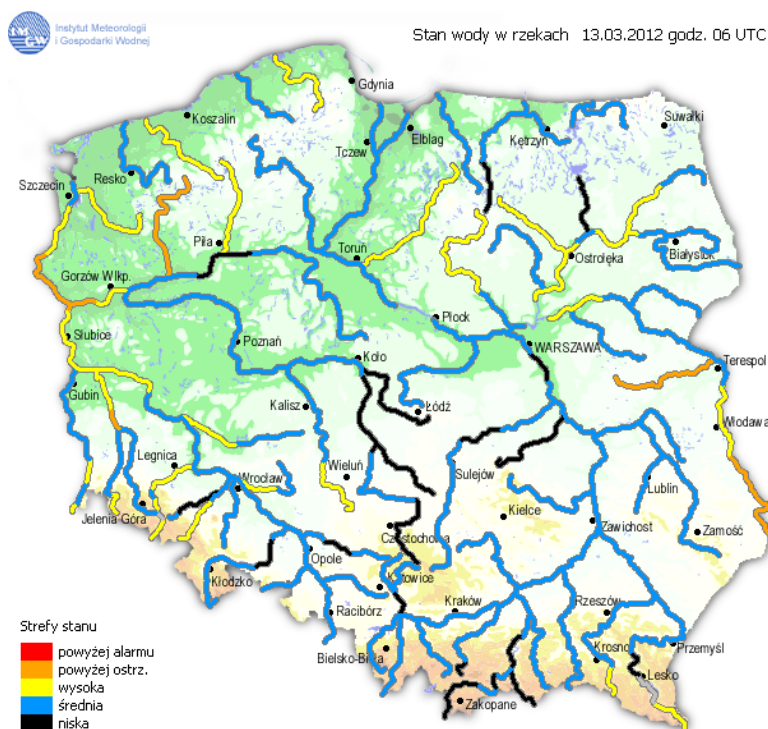 Instytut Meteorologii
i Gospodarki Wodnej
Stan wody w rzekach 13.03.2012 godz. 06 UTC
Gdynia
Koszalin
Suwałki
Elbląg
Kętrzyn
Tczew
Resko
Szczecin
Piła
Toruń
Ostrołęka
Białystok
Gorzów Wlkp.
Płock
Słubice
Poznań
WARSZAWA
Koło
Terespol
Gubin
Kalisz
Łódź
Włodawa
Legnica
Wieluń
Sulejów
Wrocław
Lublin
Jelenia Góra
Kielce
Zawichost
Zamość
Częstochowa
Opole
Kłodzko
Katowice
Racibórz
Kraków
Rzeszów
Strefy stanu
powyżej alarmu
Bielsko-Biała
Krosno
Przemyśl
powyżej ostrz.
Lesko
wysoka
Zakopane
średnia
niska